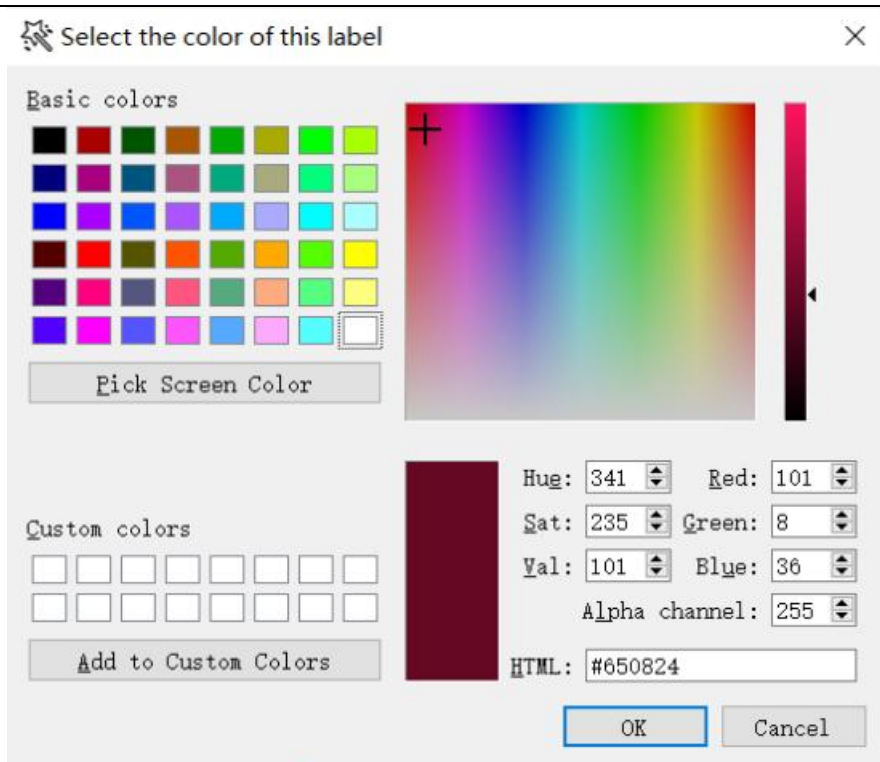 Select the color of this label
Basic colors
Pick Screen Color
Custom colors
Add to Custom Colors
Hue: 341 Red: 101
Sat: 235 Green: 8
Val: 101 Blue: 36
Alpha channel: 255
HTML: #650824
OK Cancel